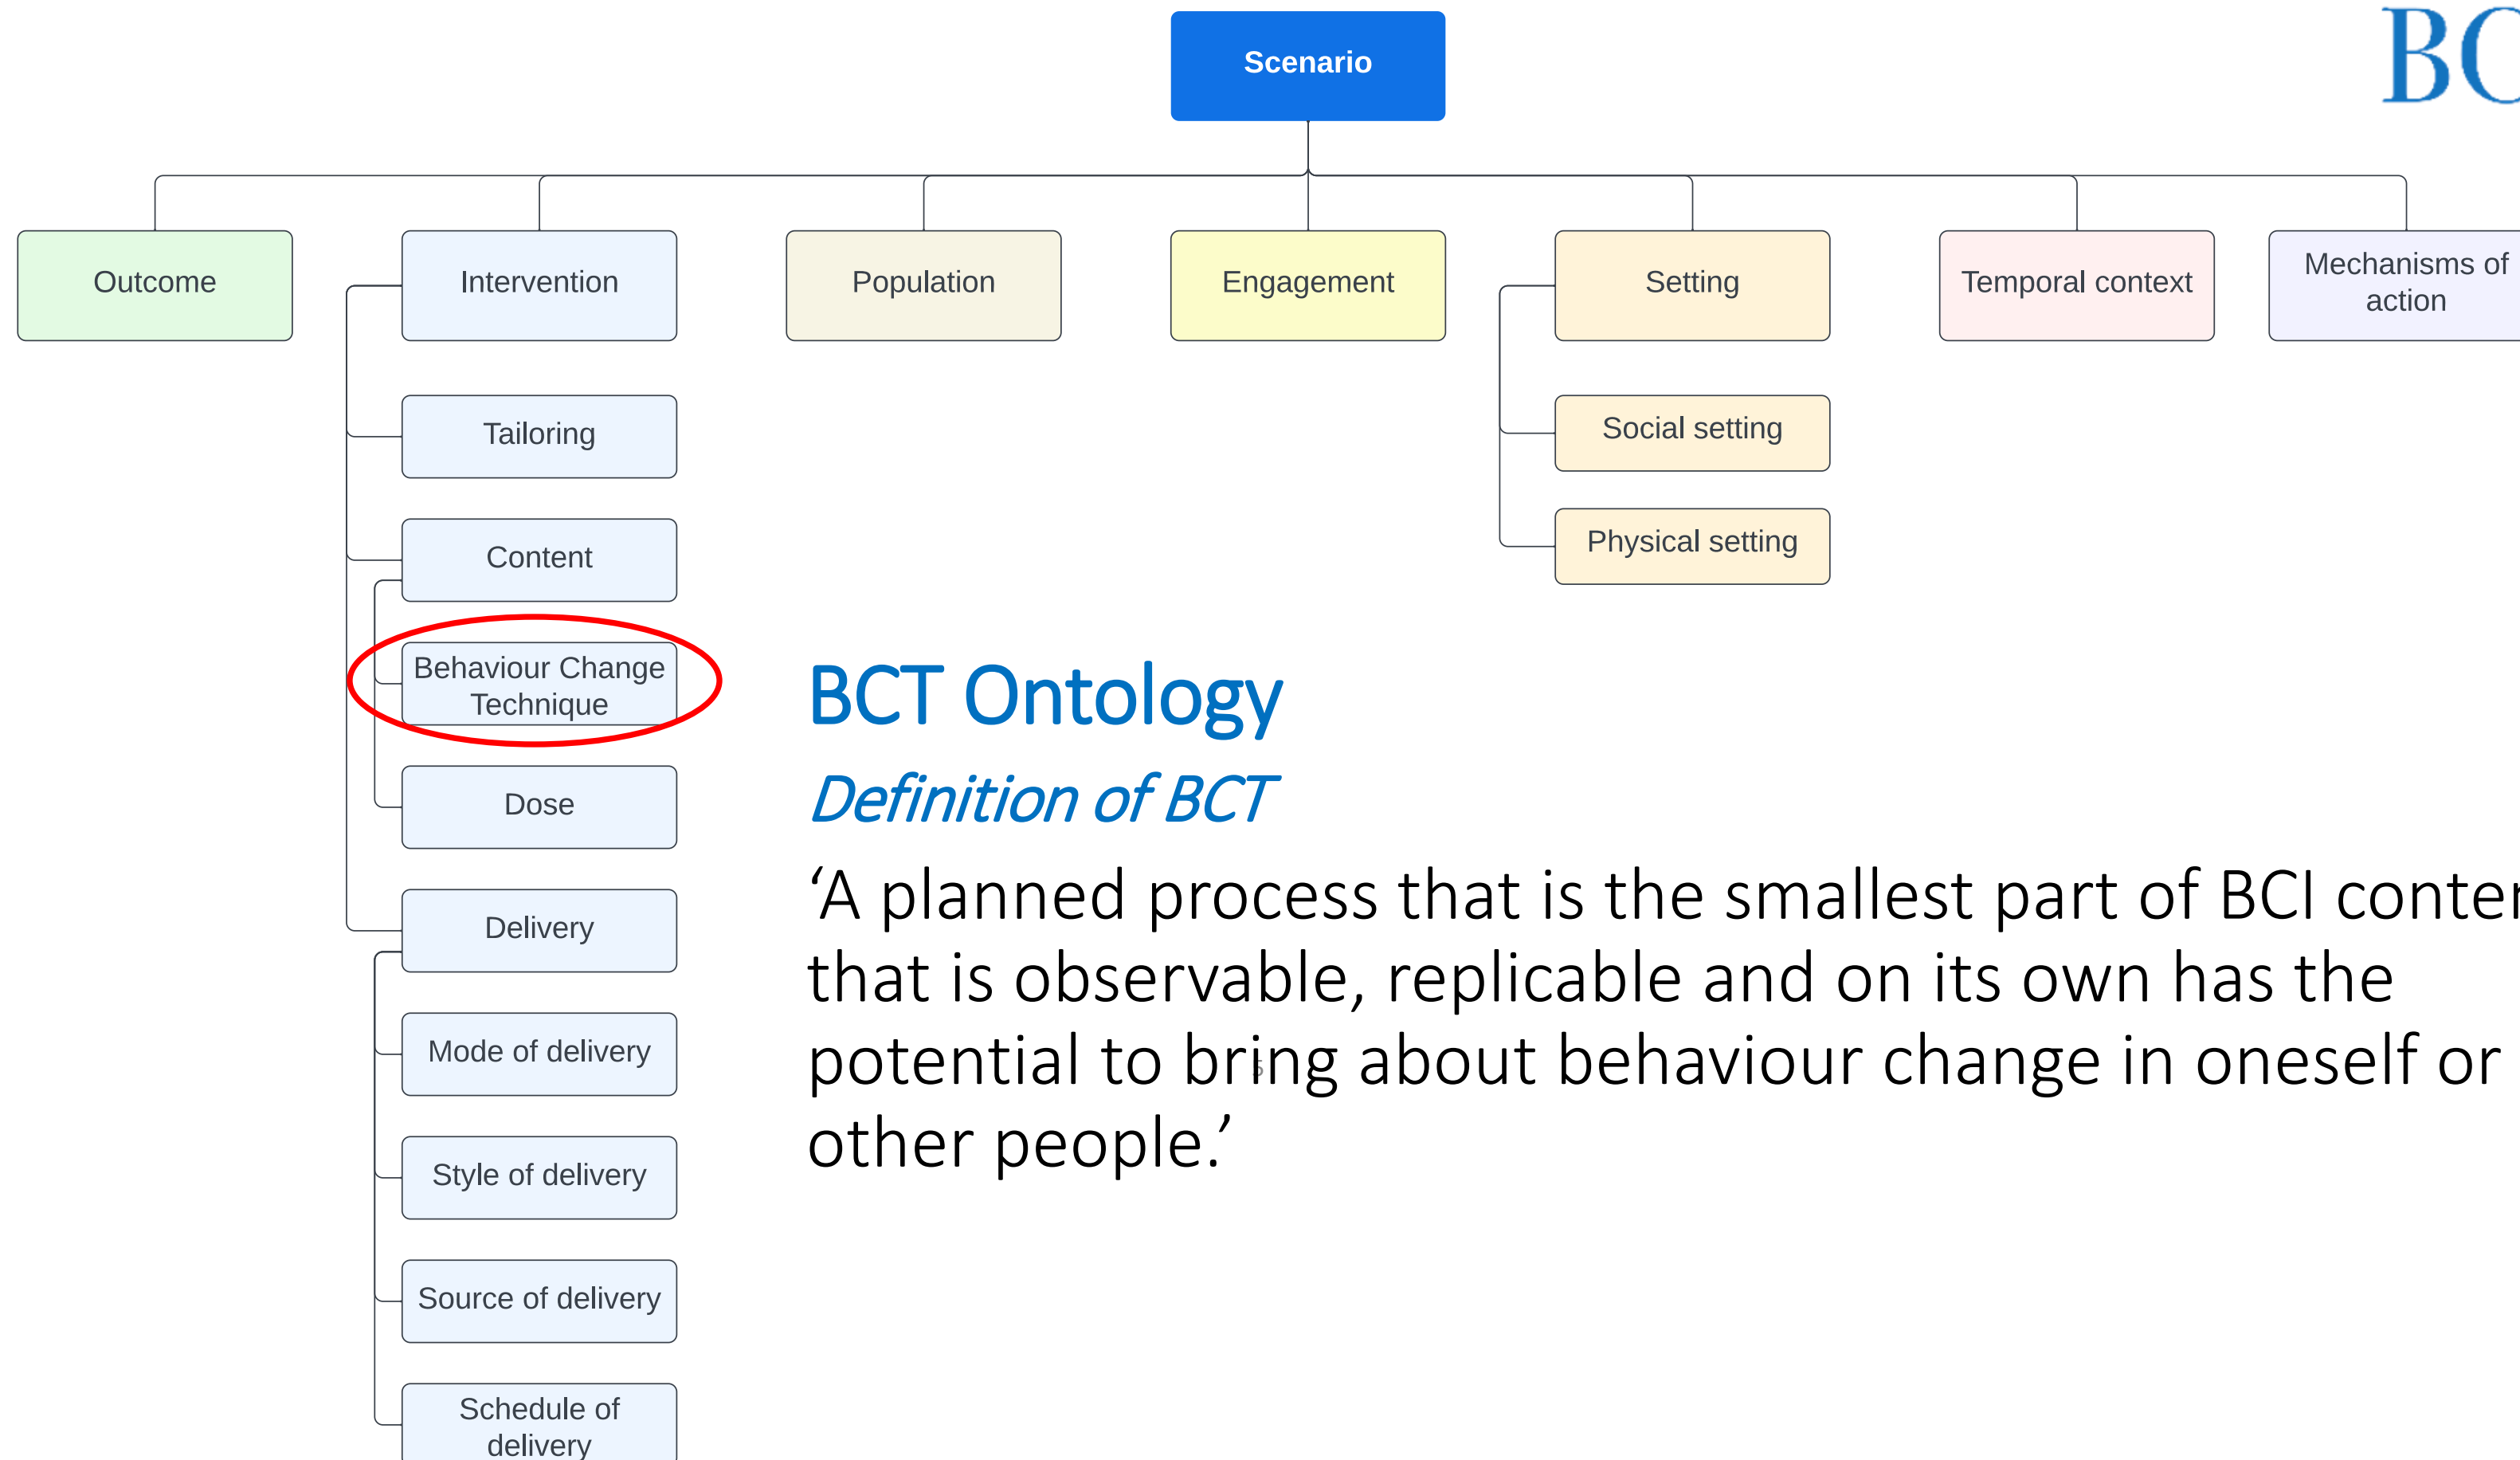 BC
Scenario
Outcome
Intervention
Population
Engagement
Setting
Temporal context
Mechanisms of
action
Tailoring
Social setting
Content
Physical setting
Behaviour Change
Technique
Dose
Delivery
Mode of delivery
Style of delivery
Source of delivery
Schedule of
delivery
BCT Ontology
Definition of BCT
‘A planned process that is the smallest part of BCI
that is observable, replicable and on its own has the
potential to bring about behaviour change in oneself or
other people.’
5